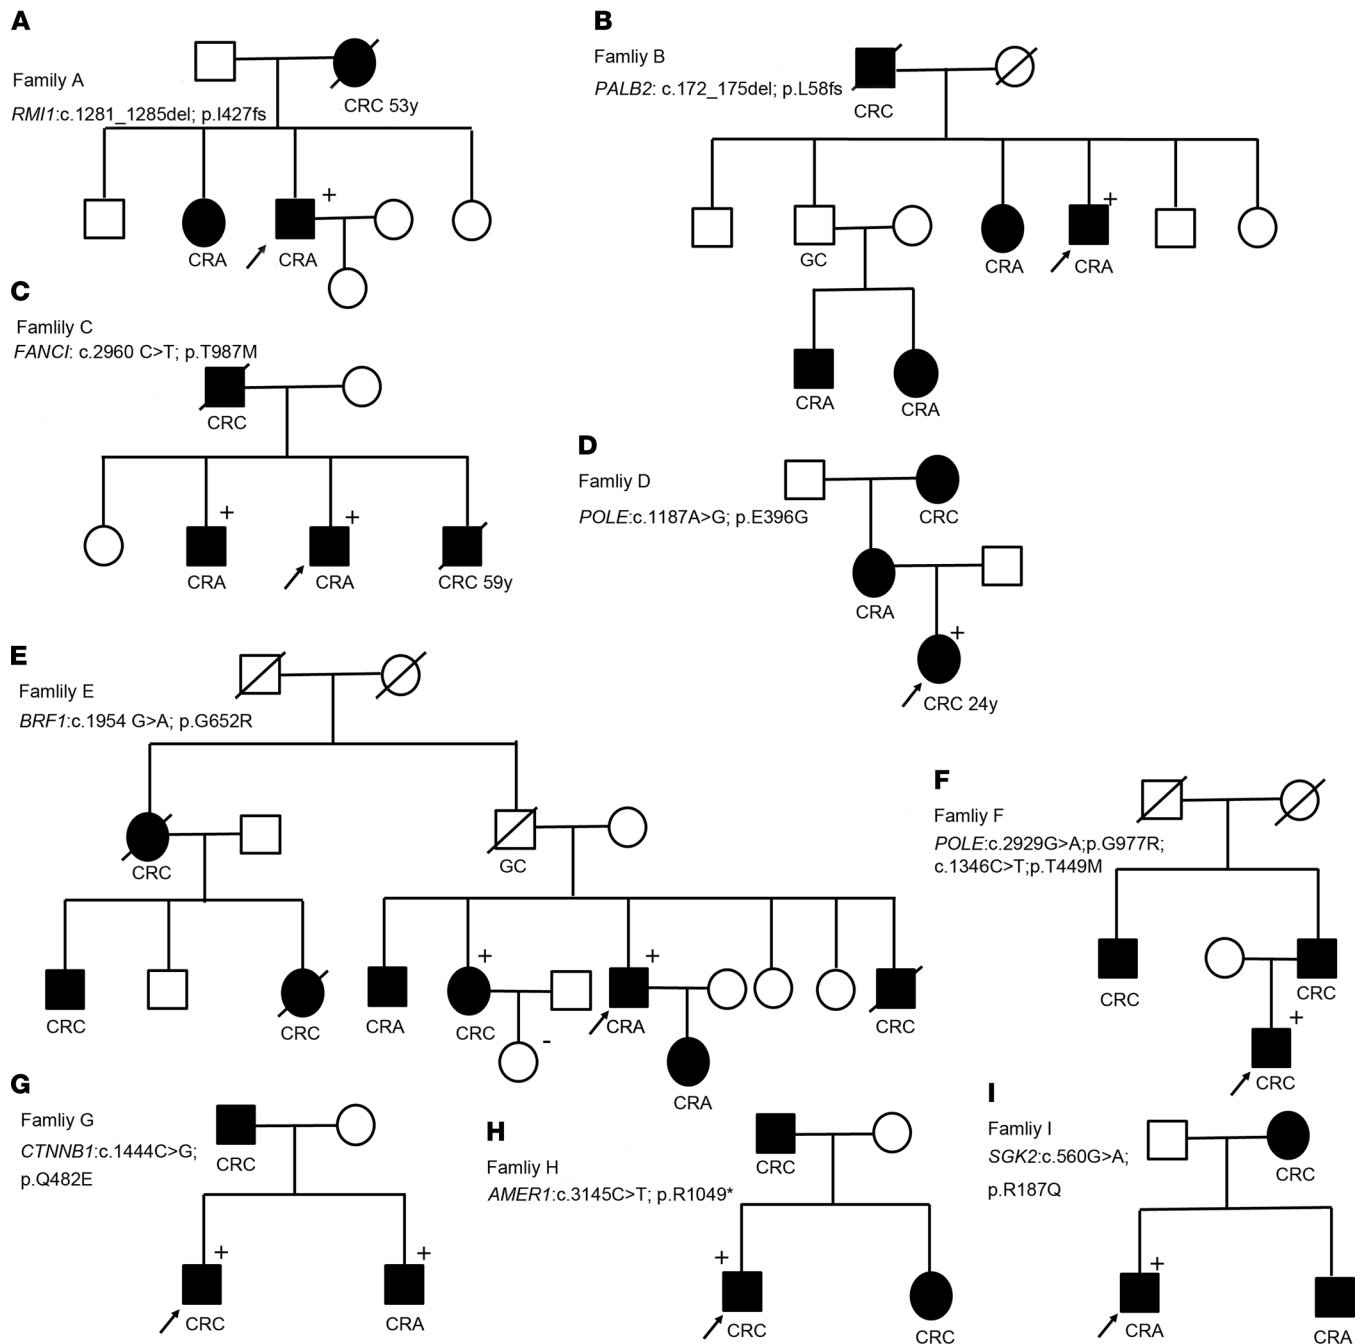 A
Family A
RMI1:c.1281_1285del; p.I427fs
CRC 53y
+
CRA
CRA
B
Famliy B
PALB2: c.172_175del; p.L58fs
CRC
+
GC
CRA
CRA
CRA
CRA
C
Famlily C
FANCI: c.2960 C>T; p.T987M
CRC
+
+
CRA
CRA
CRC 59y
D
Famliy D
POLE:c.1187A>G; p.E396G
CRC
CRA
+
CRC 24y
E
Famlily E
BRF1:c.1954 G>A; p.G652R
CRC
GC
+
+
CRC
CRC
CRA
CRC
CRA
CRC
-
CRA
F
Famliy F
POLE:c.2929G>A;p.G977R;
c.1346C>T;p.T449M
CRC
CRC
+
CRC
G
Famliy G
CTNNB1:c.1444C>G;
p.Q482E
CRC
+
+
CRC
CRA
H
Famliy H
AMER1:c.3145C>T; p.R1049*
CRC
+
CRC
CRC
I
Famliy I
SGK2:c.560G>A;
p.R187Q
CRC
+
CRA
CRA